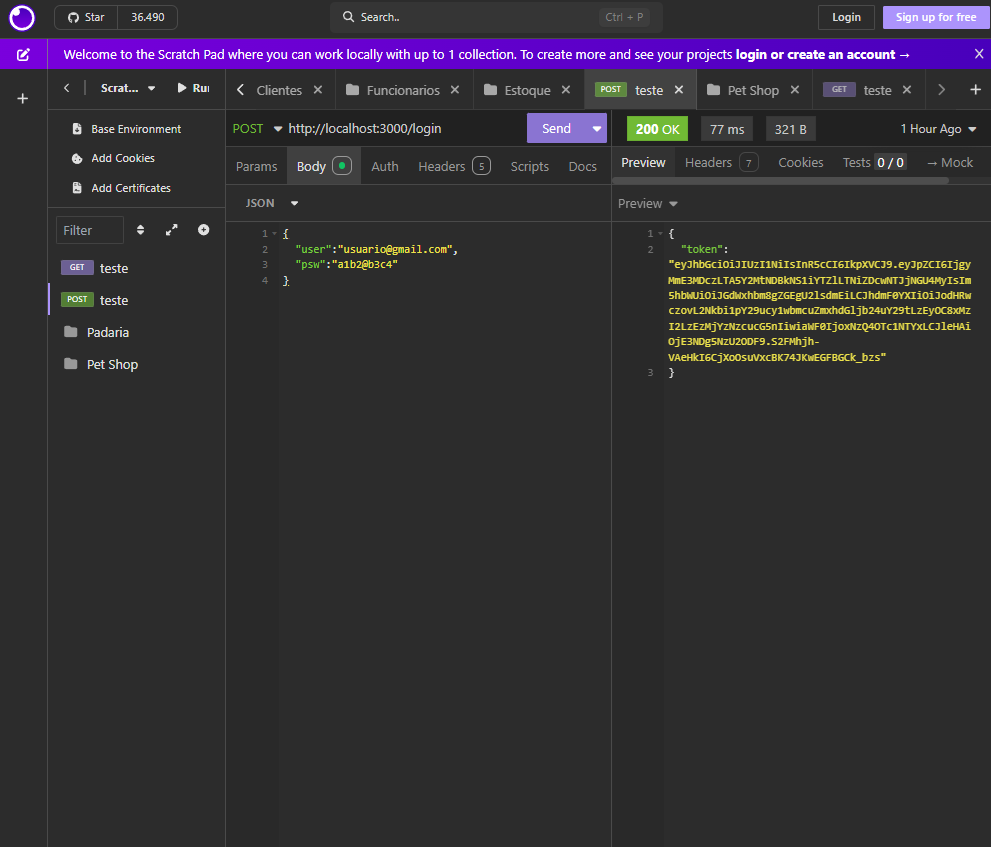 Star 36.490 Search.. Ctrl + P Login Sign up for free
Welcome to the Scratch Pad where you can work locally with up to 1 collection. To create more and see your projects login or create an account → X
+ < Scrat... Run
Base Environment
Add Cookies
Add Certificates
Filter
GET teste
POST teste
Padaria
Pet Shop
< Clientes X Funcionarios X Estoque X POST teste X Pet Shop X GET teste X > +
POST http://localhost:3000/login Send
Params Body Auth Headers 5 Scripts Docs
JSON
1 {
2 "user":"usuario@gmail.com",
3 "psw":"a1b2@b3c4"
4 }
200 OK 77 ms 321 B 1 Hour Ago
Preview Headers 7 Cookies Tests 0 / 0 → Mock
Preview
1 {
2 "token":
"eyJhbGciOiJIUzI1NiIsInR5cCI6IkpXVCJ9.eyJpZCI6Ijgy
MmE3MDczLTA5Y2MtNDBkNS1iYTZlLTNiZDcwNTJjNGU4MyIsIm
5hbWUiOiJGdWxhbm8gZGEgU2lsdmEiLCJhdmF0YXIiOiJodHRw
czovL2Nkbi1pY29ucy1wbmcuZmxhdGljb24uY29tLzEyOC8xMz
I2LzEzMjYzNzcucG5nIiwiaWF0IjoxNzQ4OTc1NTYxLCJleHAi
OjE3NDg5NzU2ODF9.S2FMhjh-
VAeHkI6CjXoOsuVxcBK74JKwEGFBGCk_bzs"
3 }